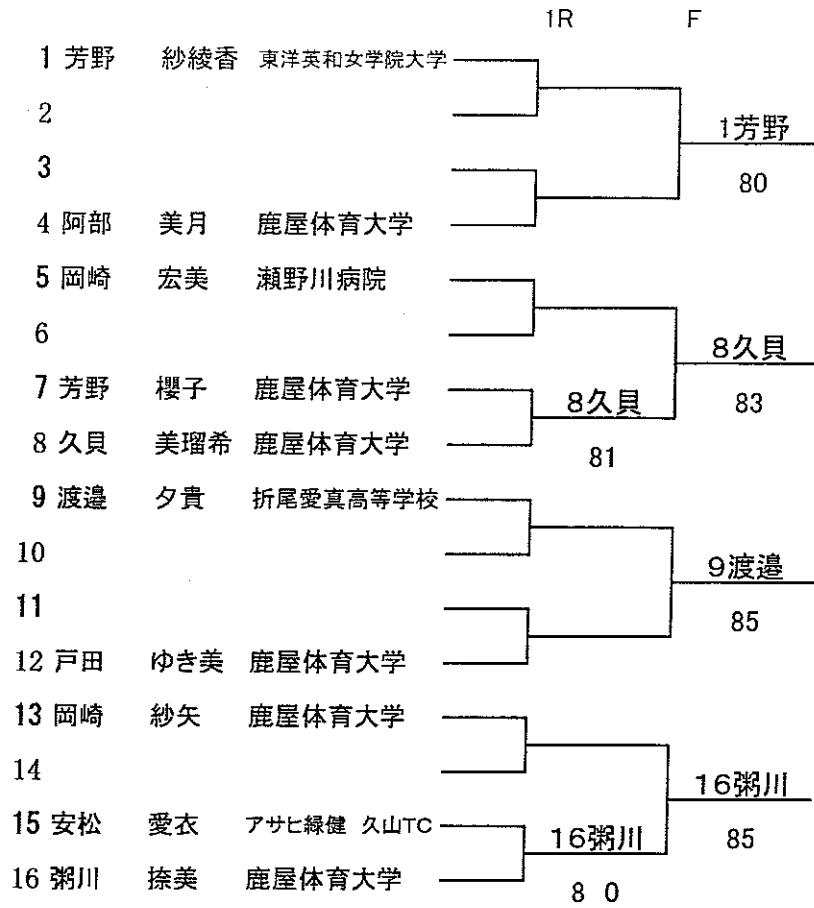 1R F
1 芳野 紗綾香 東洋英和女学院大学
2
1芳野
3
80
4 阿部 美月 鹿屋体育大学
5 岡崎 宏美 瀬野川病院
6
8久貝
7 芳野 櫻子 鹿屋体育大学
8久貝 83
8 久貝 美瑠希 鹿屋体育大学
81
9 渡邉 夕貴 折尾愛真高等学校
10
9渡邉
11
85
12 戸田 ゆき美 鹿屋体育大学
13 岡崎 紗矢 鹿屋体育大学
14
16粥川
15 安松 愛衣 アサヒ緑健 久山TC
16粥川 85
16 粥川 捺美 鹿屋体育大学
8 0